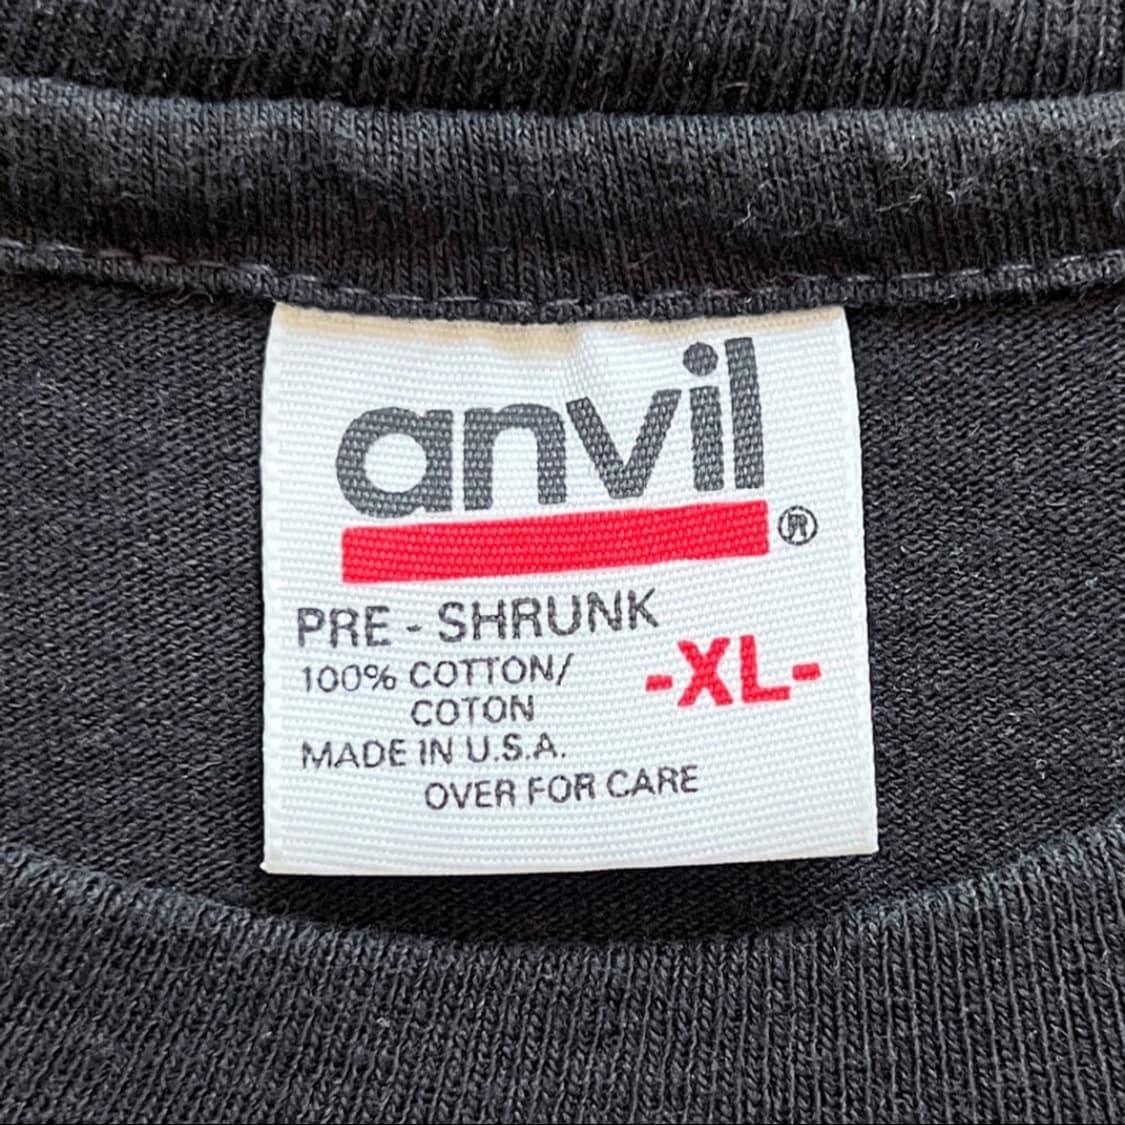 anvil
®
PRE - SHRUNK
100% COTTON/
COTON
-XL-
MADE IN U.S.A.
OVER FOR CARE